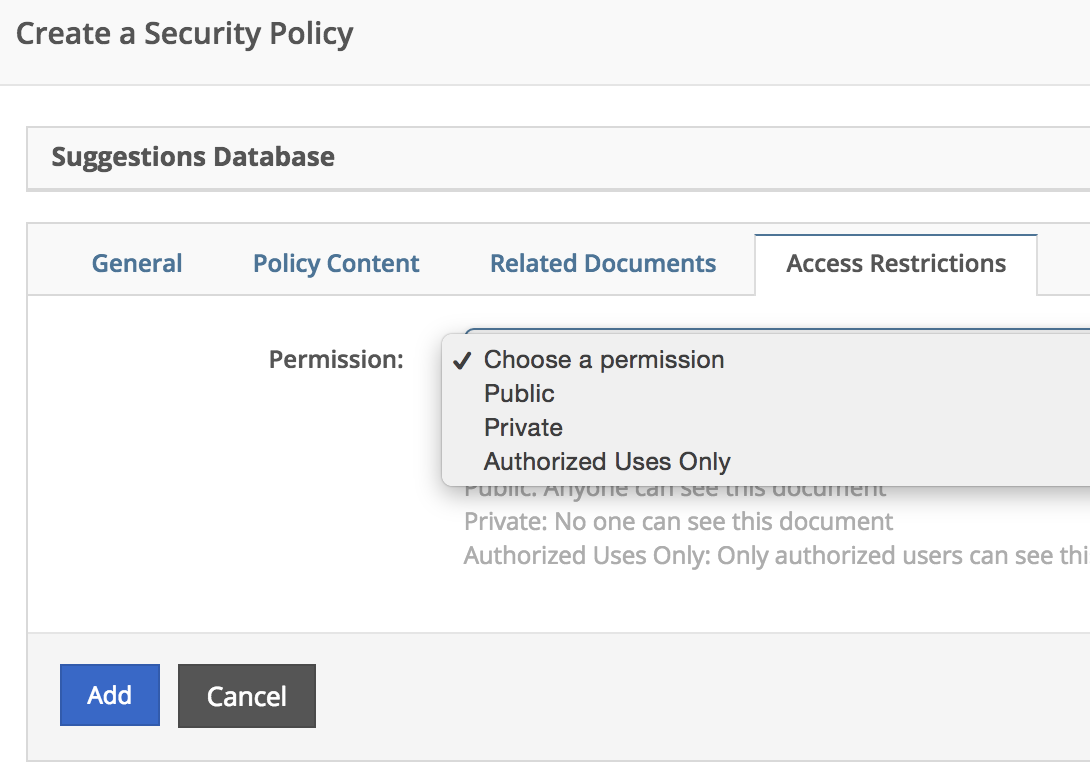 Create a Security Policy
Suggestions Database
General Policy Content Related Documents Access Restrictions
Permission: ✓ Choose a permission
Public
Private
Authorized Uses Only
Public: Anyone can see this document
Private: No one can see this document
Authorized Uses Only: Only authorized users can see thi
Add Cancel